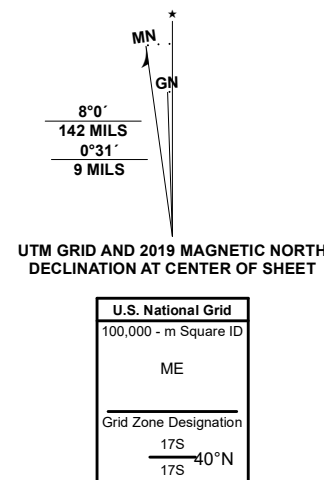 ★
MN
GN
8°0´
142 MILS
0°31´
9 MILS
UTM GRID AND 2019 MAGNETIC NORTH
DECLINATION AT CENTER OF SHEET
U.S. National Grid
100,000 - m Square ID
ME
Grid Zone Designation
17S
40°N
17S